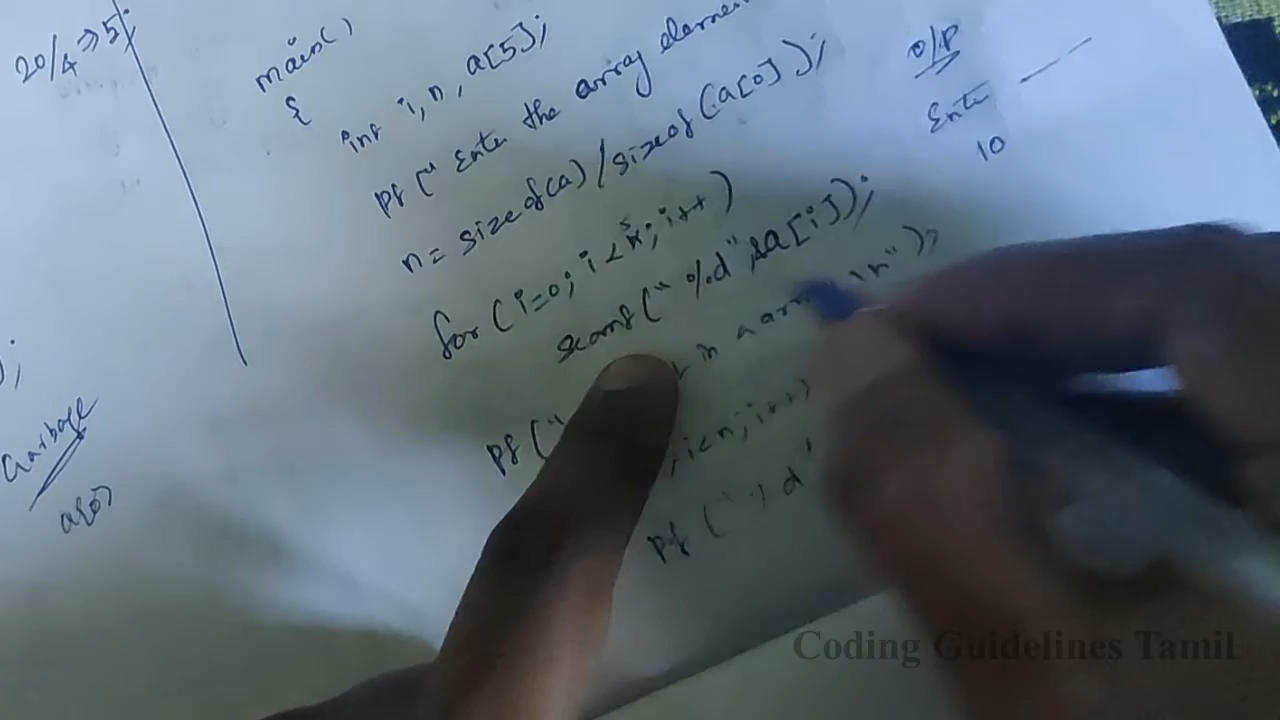 20/4 ⇒ 5;
main()
{
int i, n, a[5];
pf (" Enter the array
n = sizeof(a) / sizeof(a[0]);
for (i=0; i<n; i++)
5
scanf (" %d", &a[i]);
pf ("
in a \n");
; i<n; i++)
pf (" %d"
O/P
Enter
10
Garbage
a[0]
Coding Guidelines Tamil